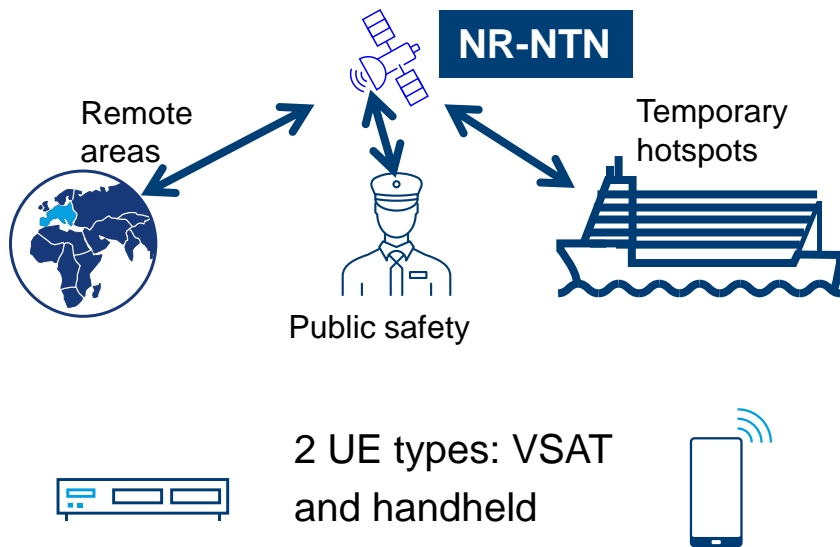 NR-NTN
Remote
areas
Temporary
hotspots
Public safety
2 UE types: VSAT
and handheld